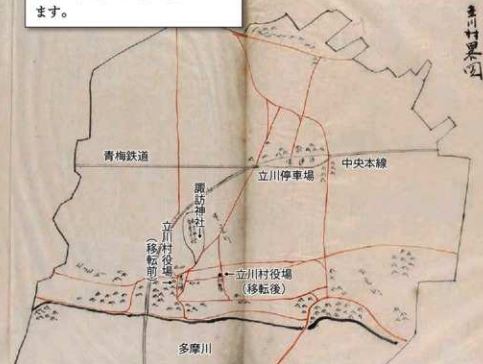 ます。
立川村畧図
青梅鉄道
立川停車場
中央本線
諏訪神社→
立川村役場→
(移転前)
←立川村役場
(移転後)
多摩川